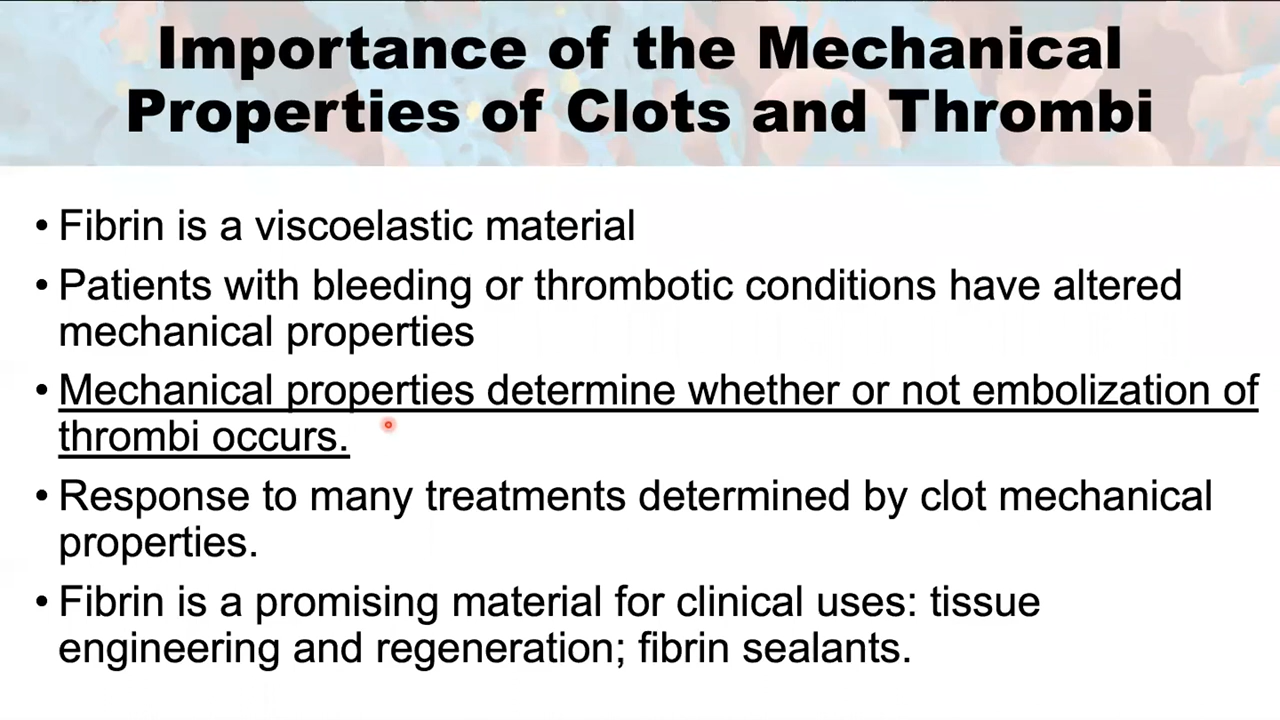 Importance of the Mechanical
Properties of Clots and Thrombi
• Fibrin is a viscoelastic material
• Patients with bleeding or thrombotic conditions have altered
mechanical properties
• Mechanical properties determine whether or not embolization of
thrombi occurs.
• Response to many treatments determined by clot mechanical
properties.
• Fibrin is a promising material for clinical uses: tissue
engineering and regeneration; fibrin sealants.